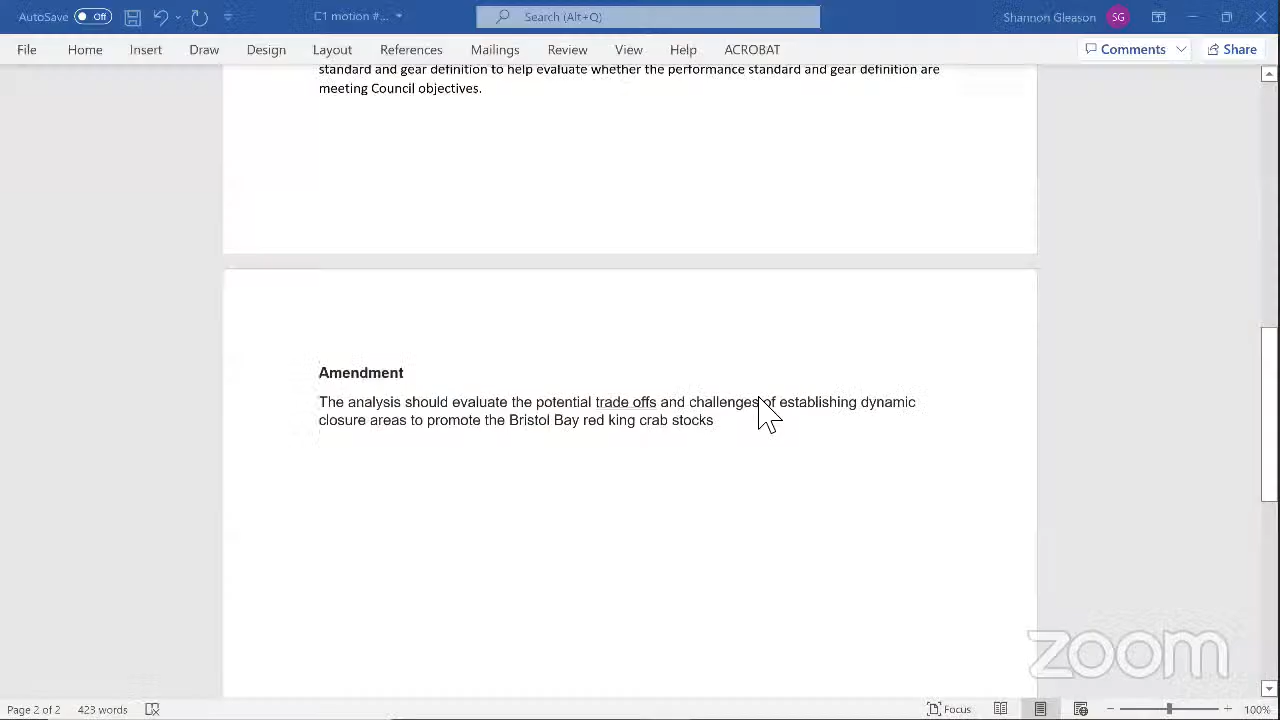 AutoSave Off C1 motion #... Search (Alt+Q) Shannon Gleason SG
File Home Insert Draw Design Layout References Mailings Review View Help ACROBAT Comments Share
standard and gear definition to help evaluate whether the performance standard and gear definition are
meeting Council objectives.
Amendment
The analysis should evaluate the potential trade offs and challenges of establishing dynamic
closure areas to promote the Bristol Bay red king crab stocks
zoom
Page 2 of 2 423 words Focus 100%